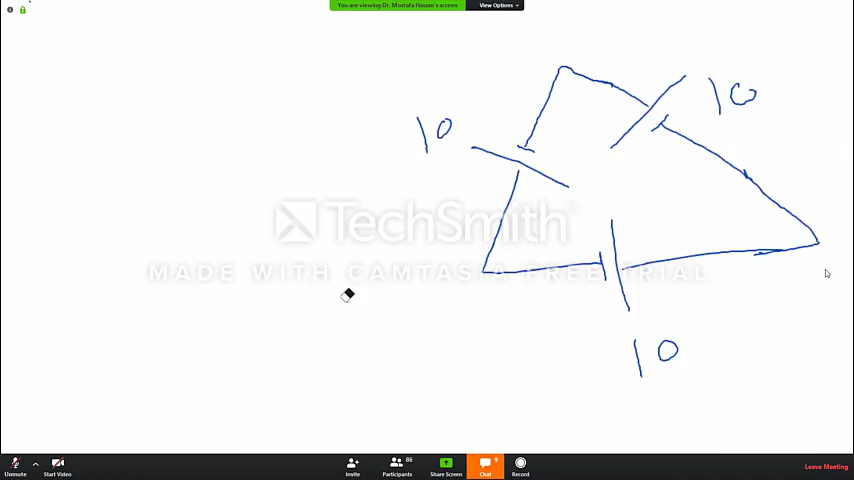 You are viewing Dr. Mostafa Hunan's screen
View Options
10
10
TechSmith
MADE WITH CAMTASIA FREE TRIAL
10
Unmute
Start Video
Invite
86
Participants
Share Screen
9
Chat
Record
Leave Meeting